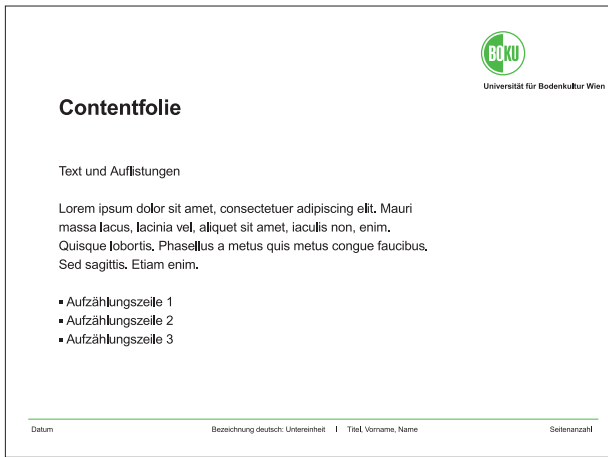 BOKU
Universität für Bodenkultur Wien
Contentfolie
Text und Auflistungen
Lorem ipsum dolor sit amet, consectetuer adipiscing elit. Mauri
massa lacus, lacinia vel, aliquet sit amet, iaculis non, enim.
Quisque lobortis. Phasellus a metus quis metus congue faucibus.
Sed sagittis. Etiam enim.
▪ Aufzählungszeile 1
▪ Aufzählungszeile 2
▪ Aufzählungszeile 3
Datum Bezeichnung deutsch: Untereinheit I Titel, Vorname, Name Seitenanzahl